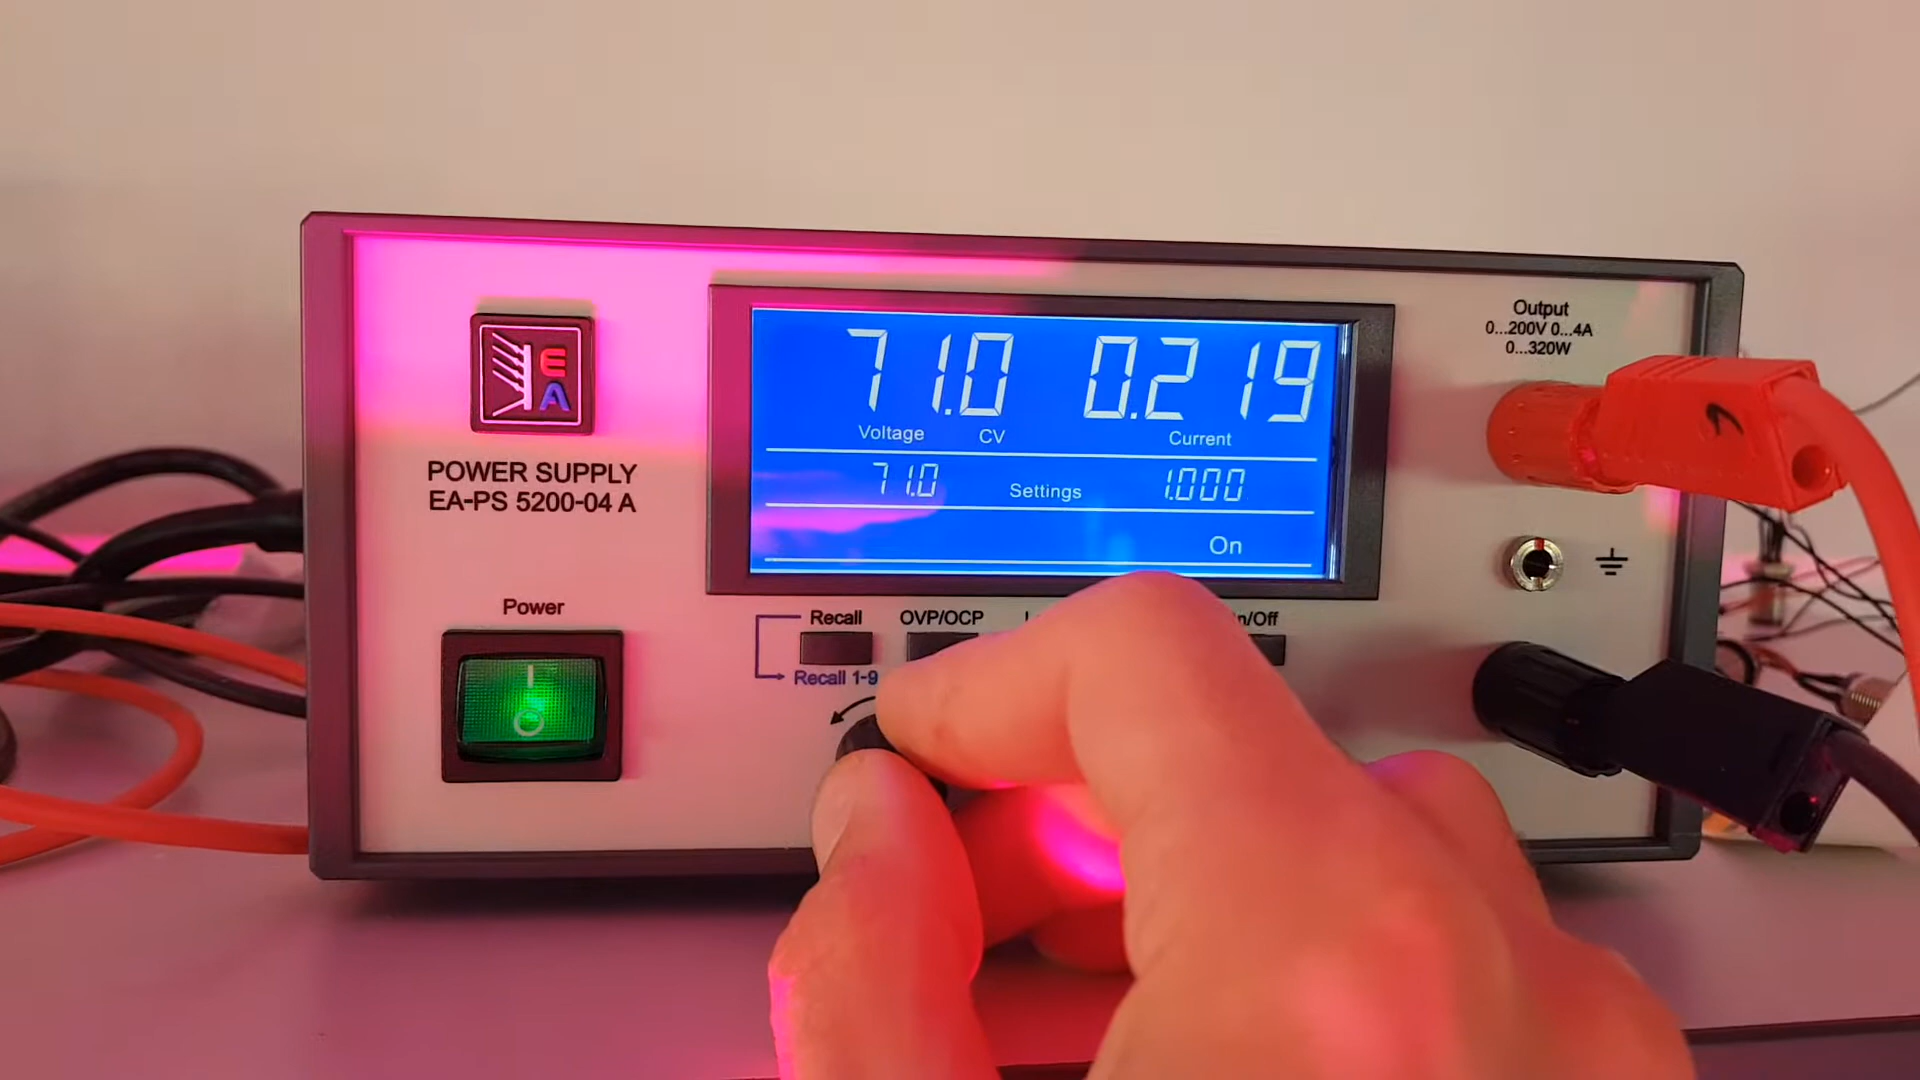 Output
0...200V 0...4A
0...320W
EA
POWER SUPPLY
EA-PS 5200-04 A
71.0 0.219
Voltage CV Current
71.0 Settings 1.000
On
Power
Recall OVP/OCP
Recall 1-9